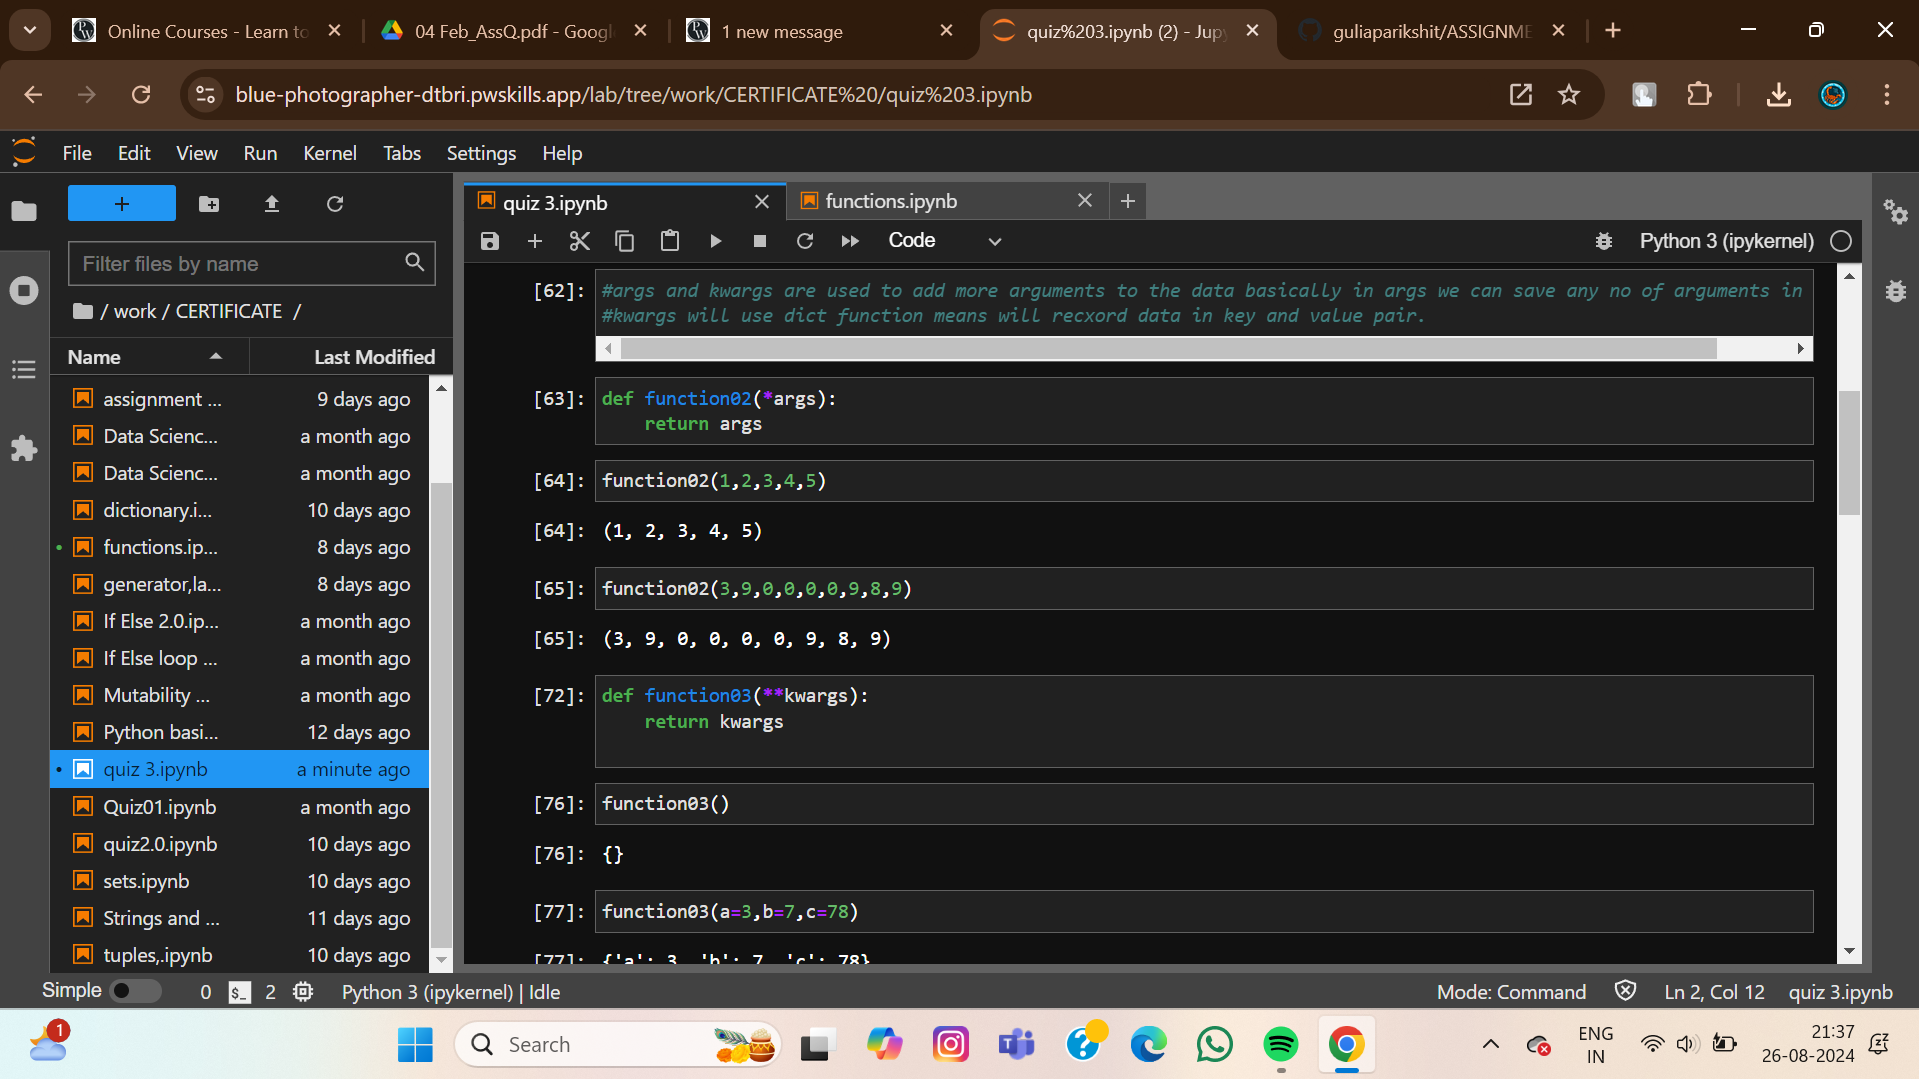 Online Courses - Learn to
04 Feb_AssQ.pdf - Googl
1 new message
quiz%203.ipynb (2) - Jupy
guliaparikshit/ASSIGNME
blue-photographer-dtbri.pwskills.app/lab/tree/work/CERTIFICATE%20/quiz%203.ipynb
File Edit View Run Kernel Tabs Settings Help
+
Filter files by name
/ work / CERTIFICATE /
Name Last Modified
assignment ... 9 days ago
Data Scienc... a month ago
Data Scienc... a month ago
dictionary.i... 10 days ago
functions.ip... 8 days ago
generator,la... 8 days ago
If Else 2.0.ip... a month ago
If Else loop ... a month ago
Mutability ... a month ago
Python basi... 12 days ago
quiz 3.ipynb a minute ago
Quiz01.ipynb a month ago
quiz2.0.ipynb 10 days ago
sets.ipynb 10 days ago
Strings and ... 11 days ago
tuples,.ipynb 10 days ago
quiz 3.ipynb
functions.ipynb
Code
Python 3 (ipykernel)
[62]: #args and kwargs are used to add more arguments to the data basically in args we can save any no of arguments in
#kwargs will use dict function means will recxord data in key and value pair.
[63]: def function02(*args):
return args
[64]: function02(1,2,3,4,5)
[64]: (1, 2, 3, 4, 5)
[65]: function02(3,9,0,0,0,0,9,8,9)
[65]: (3, 9, 0, 0, 0, 0, 9, 8, 9)
[72]: def function03(**kwargs):
return kwargs
[76]: function03()
[76]: {}
[77]: function03(a=3,b=7,c=78)
[77]: {'a': 3, 'b': 7, 'c': 78}
Simple 0 $_ 2 Python 3 (ipykernel) | Idle
Mode: Command Ln 2, Col 12 quiz 3.ipynb
1
Search
ENG
IN
21:37
26-08-2024